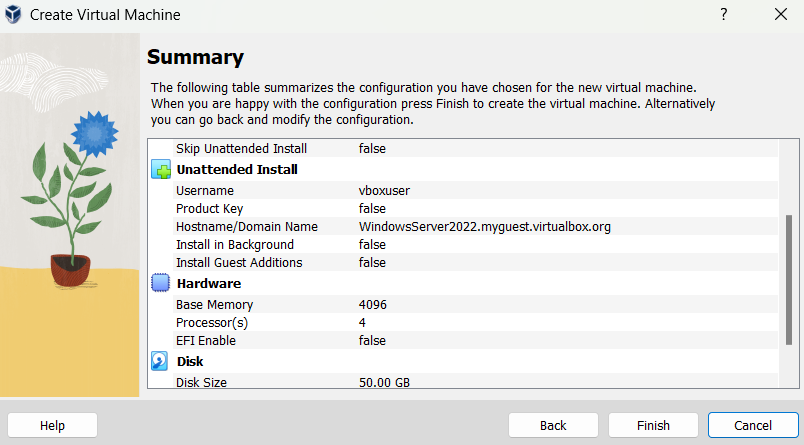 Create Virtual Machine
?
Summary
The following table summarizes the configuration you have chosen for the new virtual machine.
When you are happy with the configuration press Finish to create the virtual machine. Alternatively
you can go back and modify the configuration.
Skip Unattended Install false
Unattended Install
Username vboxuser
Product Key false
Hostname/Domain Name WindowsServer2022.myguest.virtualbox.org
Install in Background false
Install Guest Additions false
Hardware
Base Memory 4096
Processor(s) 4
EFI Enable false
Disk
Disk Size 50.00 GB
Help Back Finish Cancel